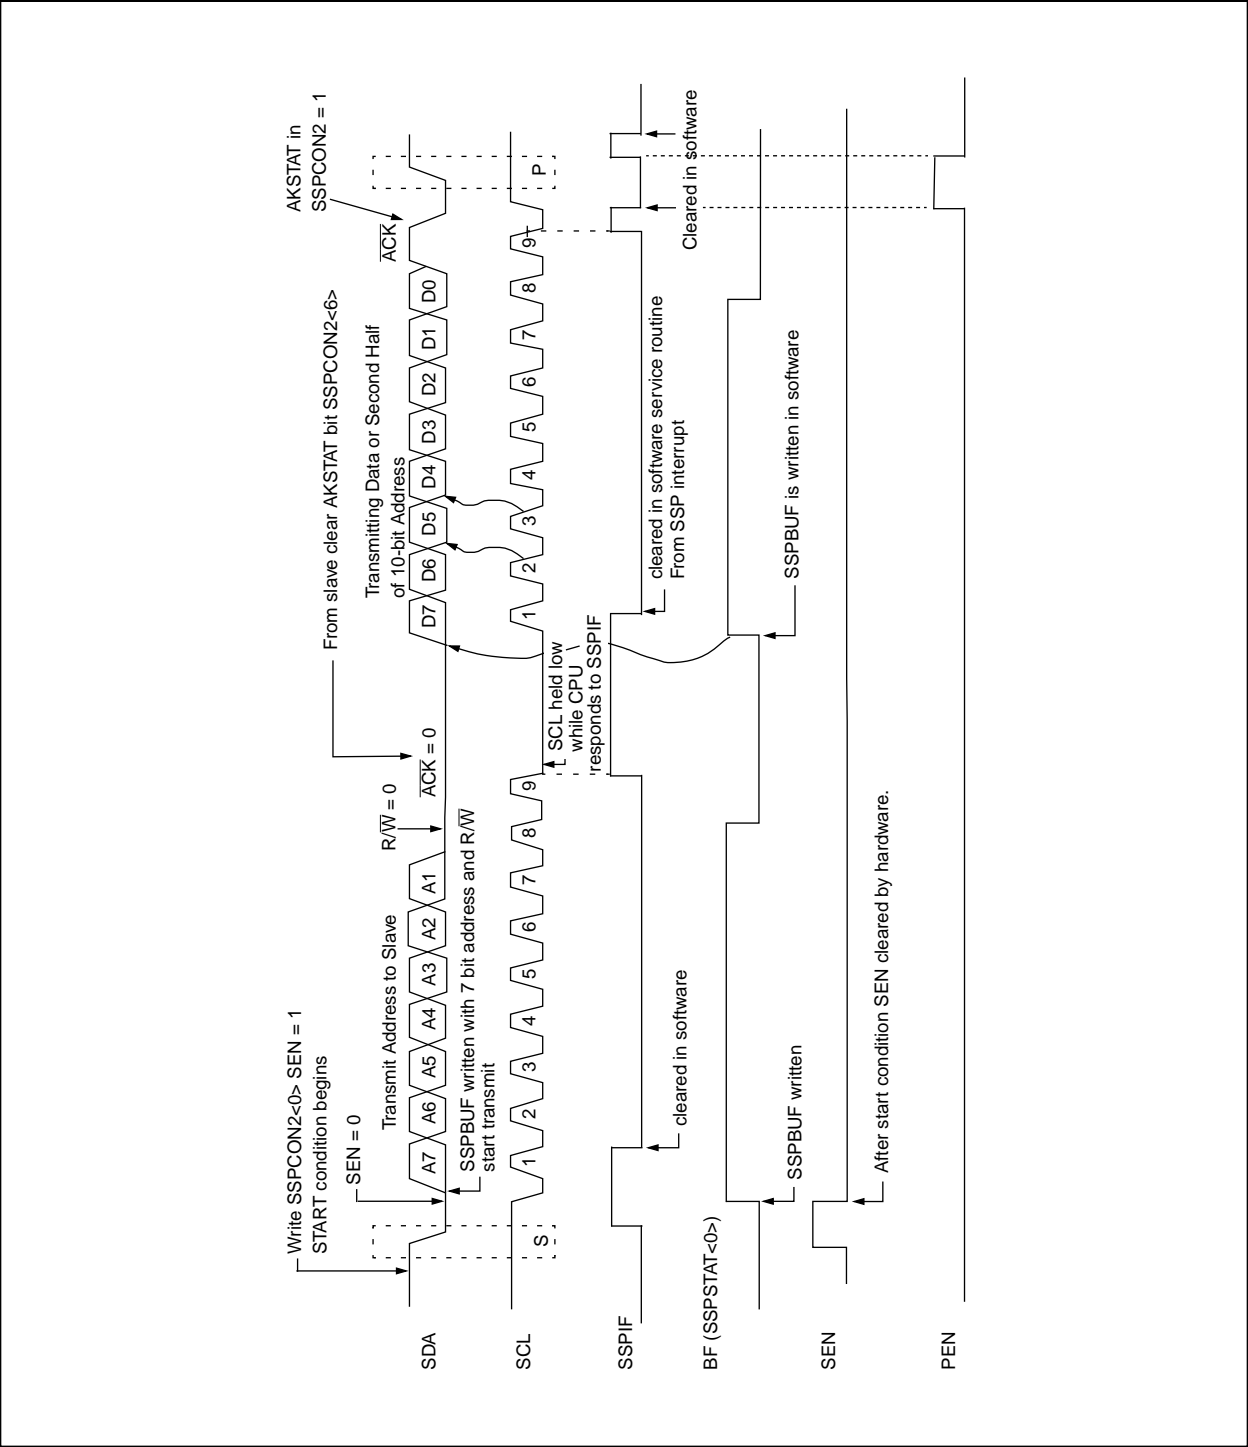 Write SSPCON2<0> SEN = 1
START condition begins
SEN = 0
Transmit Address to Slave
R/W = 0
ACK = 0
From slave clear AKSTAT bit SSPCON2<6>
Transmitting Data or Second Half
of 10-bit Address
ACK
AKSTAT in
SSPCON2 = 1
SDA
A7 A6 A5 A4 A3 A2 A1 D7 D6 D5 D4 D3 D2 D1 D0
SSPBUF written with 7 bit address and R/W
start transmit
SCL
S 1 2 3 4 5 6 7 8 9 1 2 3 4 5 6 7 8 9 P
SCL held low
while CPU
responds to SSPIF
SSPIF
cleared in software
cleared in software service routine
From SSP interrupt
Cleared in software
BF (SSPSTAT<0>)
SSPBUF written
SSPBUF is written in software
SEN
After start condition SEN cleared by hardware.
PEN